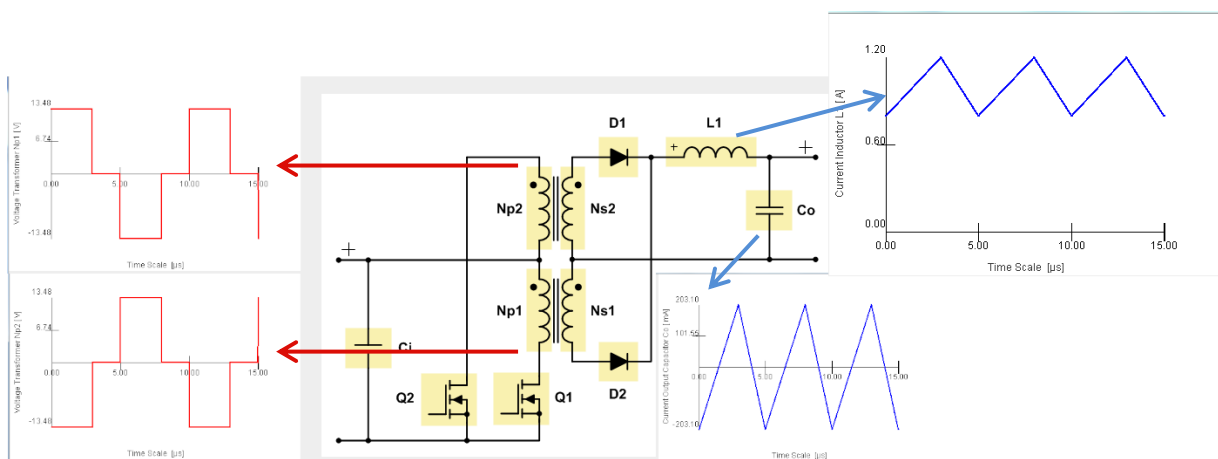 Voltage Transformer Np1 [V]
13.48
6.74
0.00
5.00
10.00
15.00
-13.48
Time Scale [µs]
Voltage Transformer Np2 [V]
13.48
6.74
0.00
5.00
10.00
15.00
-13.48
Time Scale [µs]
D1
L1
+
+
Np2
Ns2
Co
+
Np1
Ns1
Ci
Q2
Q1
D2
Current Inductor L [A]
1.20
0.60
0.00
0.00
5.00
10.00
15.00
Time Scale [µs]
Current Output Capacitor Co [mA]
203.10
101.55
0.00
5.00
10.00
15.00
-203.10
Time Scale [µs]